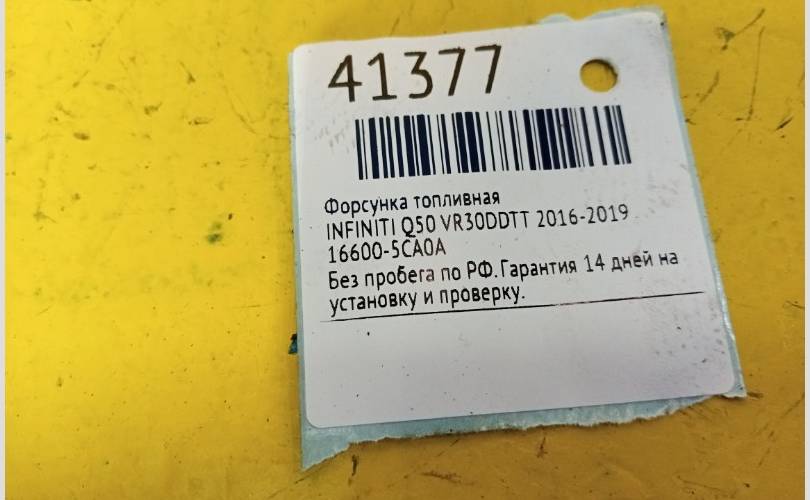 41377
Форсунка топливная
INFINITI Q50 VR30DDTT 2016-2019
16600-5CA0A
Без пробега по РФ.Гарантия 14 дней на
установку и проверку.